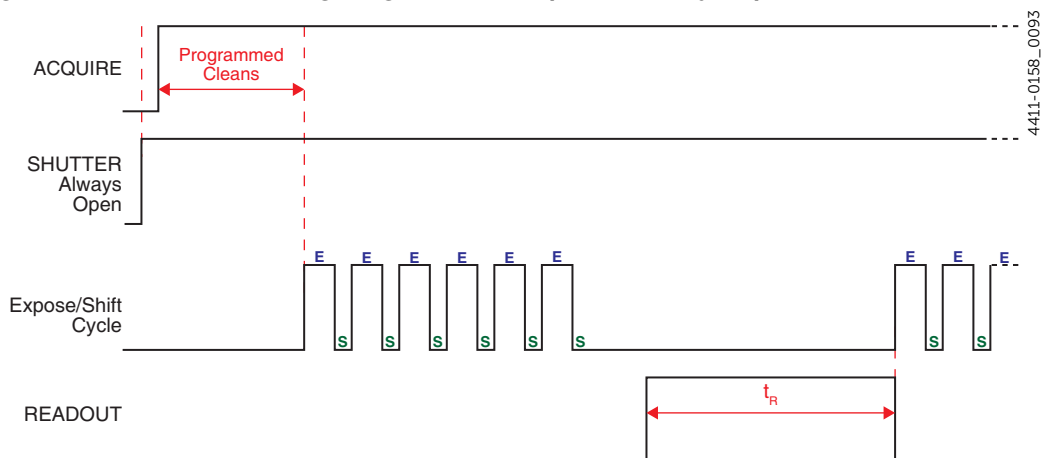 Programmed
Cleans
ACQUIRE
4411-0158_0093
SHUTTER
Always
Open
E E E E E E E E E
Expose/Shift
Cycle
S S S S S S S S
tR
READOUT